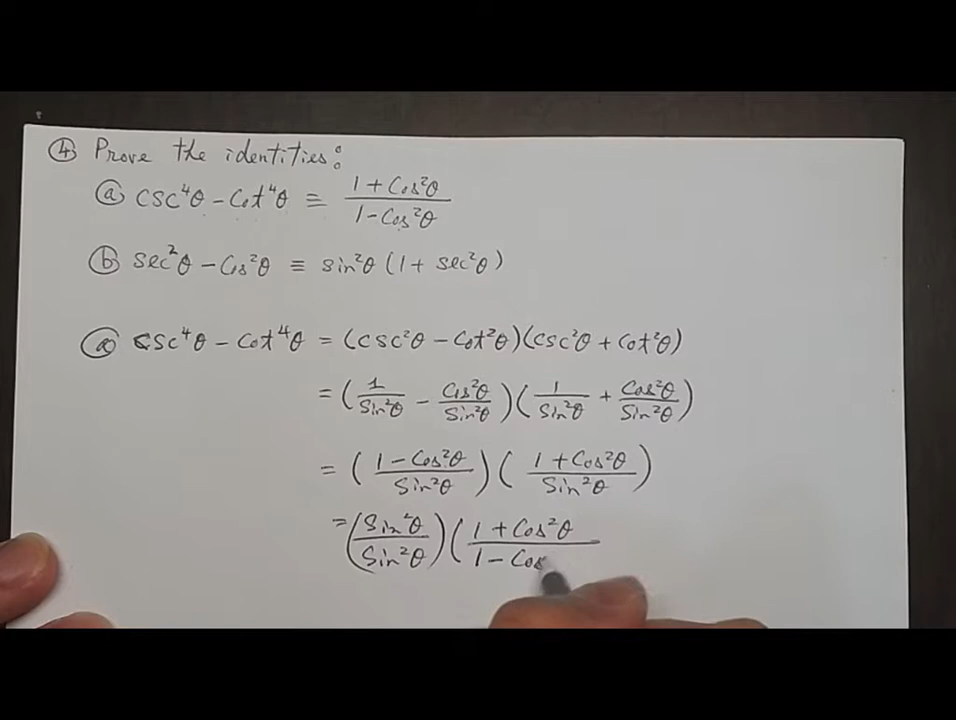 ④ Prove the identities:
ⓐ csc⁴θ - Cot⁴θ ≡ (1 + Cos²θ)/(1 - Cos²θ)
ⓑ sec²θ - Cos²θ ≡ sin²θ (1 + sec²θ)
ⓐ csc⁴θ - Cot⁴θ = (csc²θ - Cot²θ)(csc²θ + Cot²θ)
= (1/Sin²θ - Cos²θ/Sin²θ)(1/Sin²θ + Cos²θ/Sin²θ)
= ((1 - Cos²θ)/Sin²θ)((1 + Cos²θ)/Sin²θ)
= (Sin²θ/Sin²θ)((1 + Cos²θ)/(1 - Cos